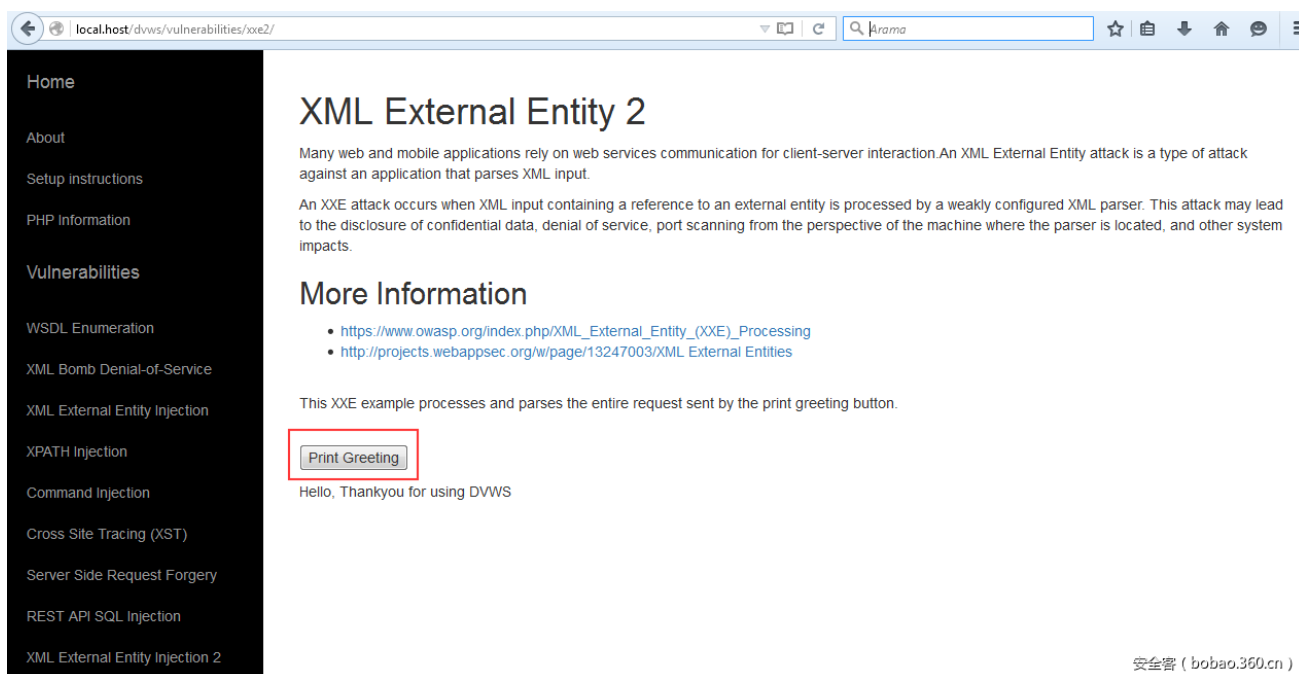 local.host/dvws/vulnerabilities/xxe2/
Arama
Home
About
Setup instructions
PHP Information
Vulnerabilities
WSDL Enumeration
XML Bomb Denial-of-Service
XML External Entity Injection
XPATH Injection
Command Injection
Cross Site Tracing (XST)
Server Side Request Forgery
REST API SQL Injection
XML External Entity Injection 2
XML External Entity 2
Many web and mobile applications rely on web services communication for client-server interaction.An XML External Entity attack is a type of attack
against an application that parses XML input.
An XXE attack occurs when XML input containing a reference to an external entity is processed by a weakly configured XML parser. This attack may lead
to the disclosure of confidential data, denial of service, port scanning from the perspective of the machine where the parser is located, and other system
impacts.
More Information
• https://www.owasp.org/index.php/XML_External_Entity_(XXE)_Processing
• http://projects.webappsec.org/w/page/13247003/XML External Entities
This XXE example processes and parses the entire request sent by the print greeting button.
Print Greeting
Hello, Thankyou for using DVWS
安全客 ( bobao.360.cn )